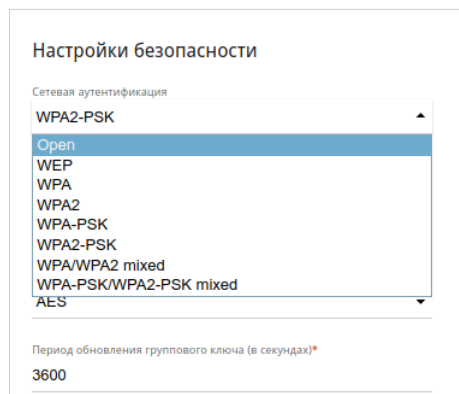 Настройки безопасности
Сетевая аутентификация
WPA2-PSK
Open
WEP
WPA
WPA2
WPA-PSK
WPA2-PSK
WPA/WPA2 mixed
WPA-PSK/WPA2-PSK mixed
AES
Период обновления группового ключа (в секундах)*
3600